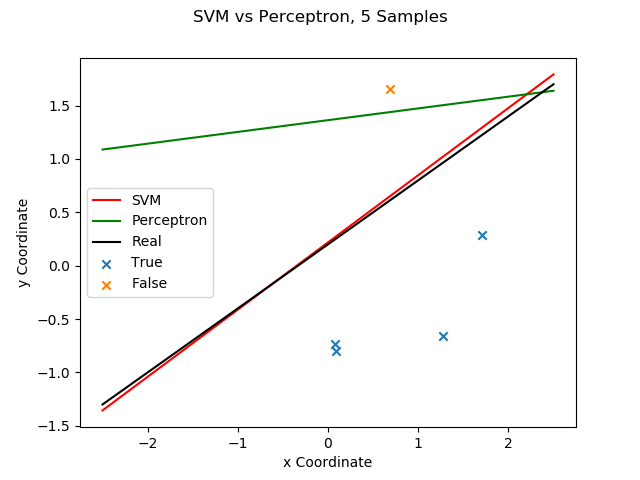 SVM vs Perceptron, 5 Samples
y Coordinate
1.5
1.0
0.5
0.0
−0.5
−1.0
−1.5
SVM
Perceptron
Real
True
False
−2
−1
0
1
2
x Coordinate